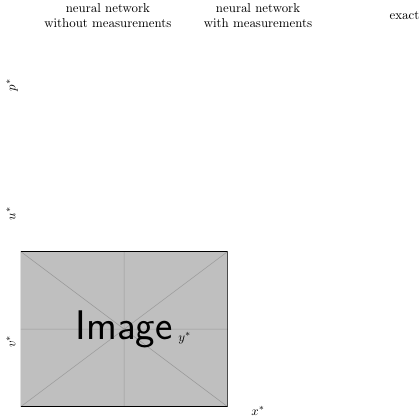 neural network
without measurements
neural network
with measurements
exact
p*
u*
v*
Image
y*
x*